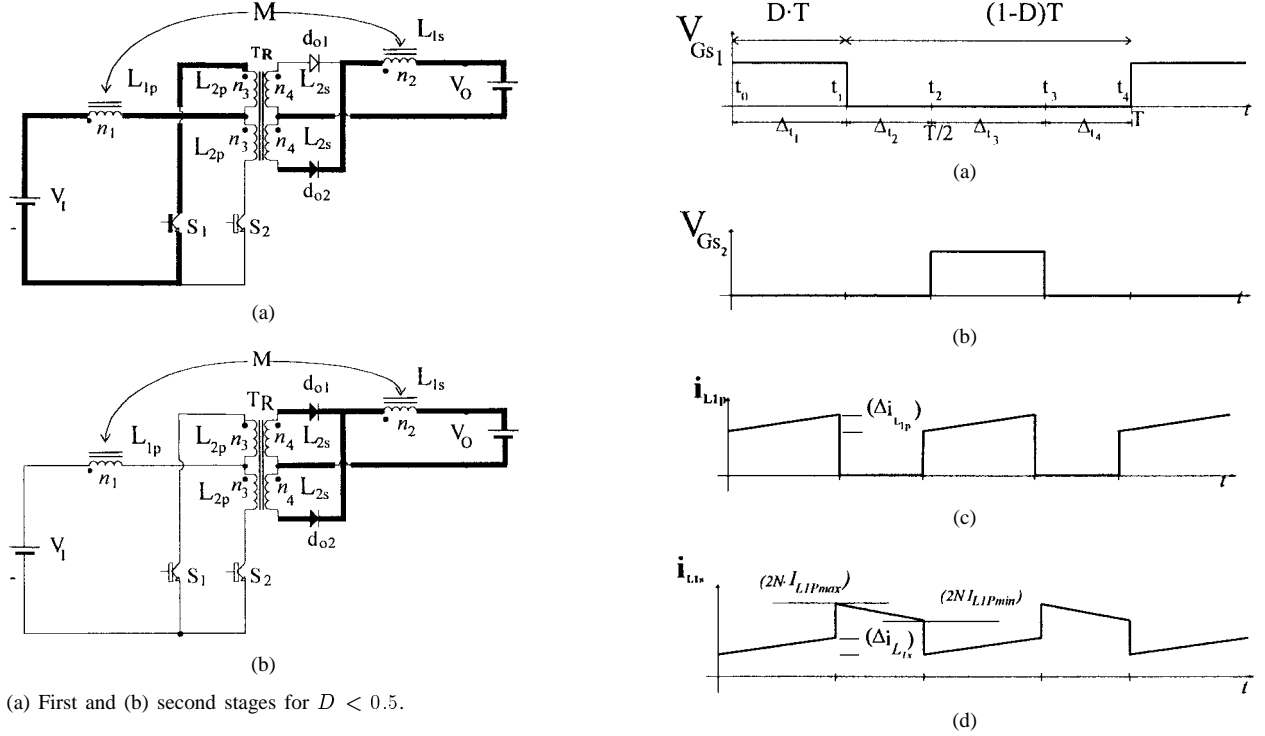 M
L1s
TR
do1
L1p
L2p
n3
n4
L2s
n2
VO
n1
L2p
n3
n4
L2s
do2
VI
-
S1
S2
(a)
M
L1s
TR
do1
L1p
L2p
n3
n4
L2s
n2
VO
n1
L2p
n3
n4
L2s
do2
VI
-
S1
S2
(b)
(a) First and (b) second stages for D < 0.5.
D·T
(1-D)T
VGs1
t0
t1
t2
t3
t4
t
T
Δt1
Δt2
T/2
Δt3
Δt4
(a)
VGs2
t
(b)
iL1p
(ΔiL1p)
t
(c)
iL1s
(2N·IL1Pmax)
(2N IL1Pmin)
(ΔiL1s)
t
(d)